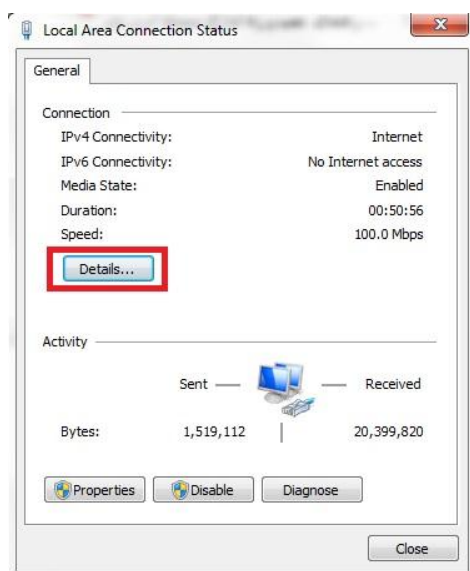 Local Area Connection Status
General
Connection
IPv4 Connectivity: Internet
IPv6 Connectivity: No Internet access
Media State: Enabled
Duration: 00:50:56
Speed: 100.0 Mbps
Details...
Activity
Sent — — Received
Bytes: 1,519,112 | 20,399,820
Properties Disable Diagnose
Close